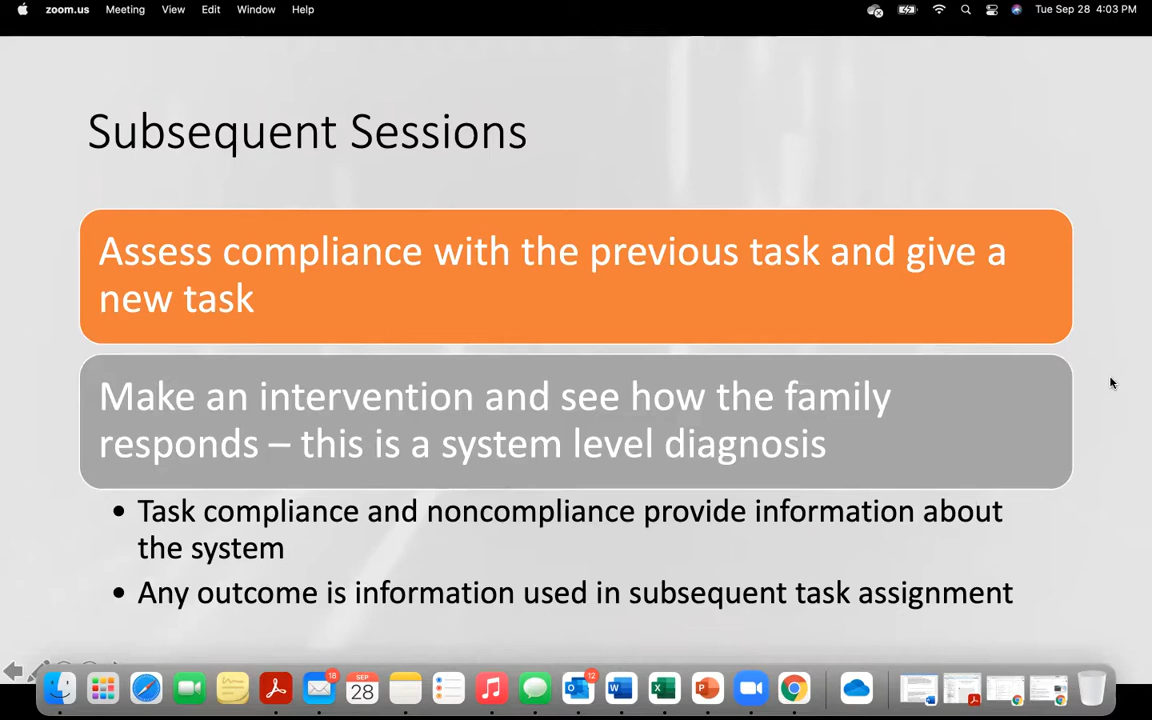 zoom.us Meeting View Edit Window Help Tue Sep 28 4:03 PM
Subsequent Sessions
Assess compliance with the previous task and give a
new task
Make an intervention and see how the family
responds – this is a system level diagnosis
• Task compliance and noncompliance provide information about
the system
• Any outcome is information used in subsequent task assignment
18
SEP
28
12